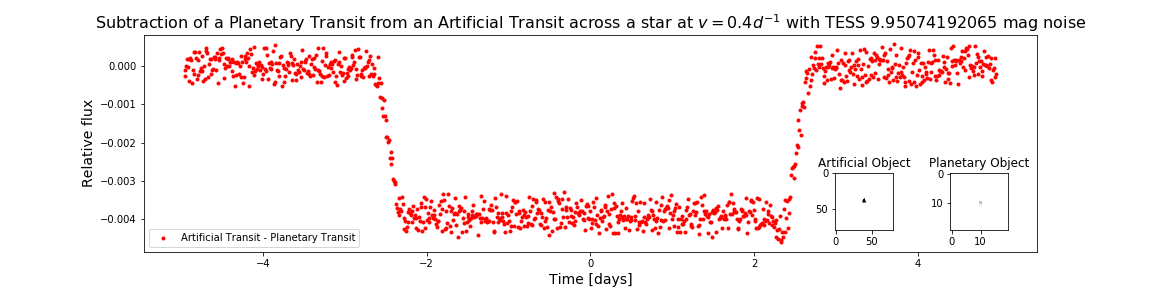 Subtraction of a Planetary Transit from an Artificial Transit across a star at v = 0.4d⁻¹ with TESS 9.95074192065 mag noise
Relative flux
0.000
−0.001
−0.002
−0.003
−0.004
Artificial Transit - Planetary Transit
Artificial Object
0
50
0 50
Planetary Object
0
10
0 10
−4 −2 0 2 4
Time [days]